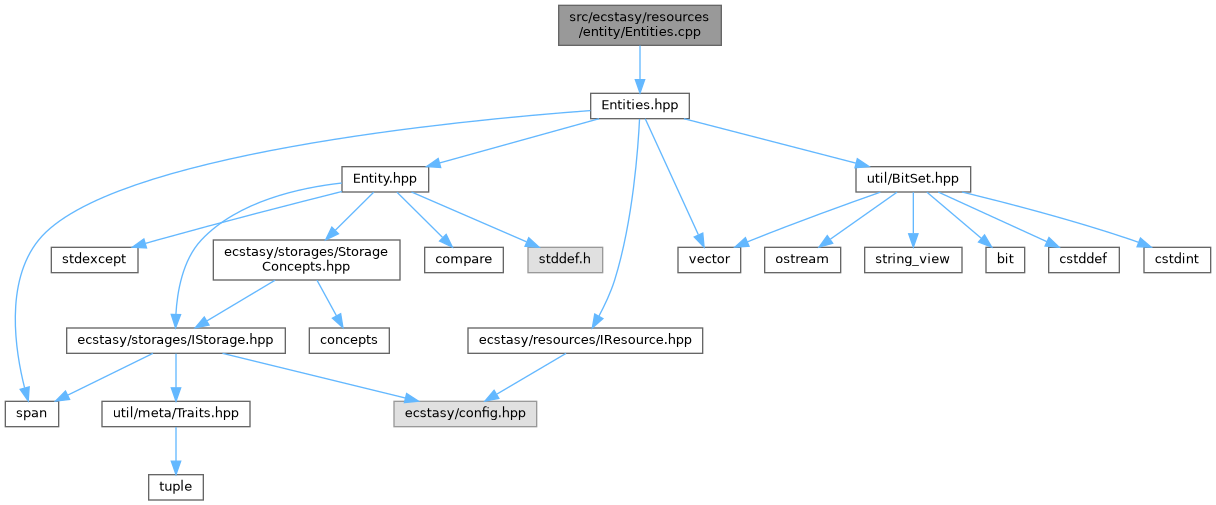 src/ecstasy/resources
/entity/Entities.cpp
Entities.hpp
Entity.hpp
util/BitSet.hpp
stdexcept
ecstasy/storages/Storage
Concepts.hpp
compare
stddef.h
vector
ostream
string_view
bit
cstddef
cstdint
ecstasy/storages/IStorage.hpp
concepts
ecstasy/resources/IResource.hpp
span
util/meta/Traits.hpp
ecstasy/config.hpp
tuple